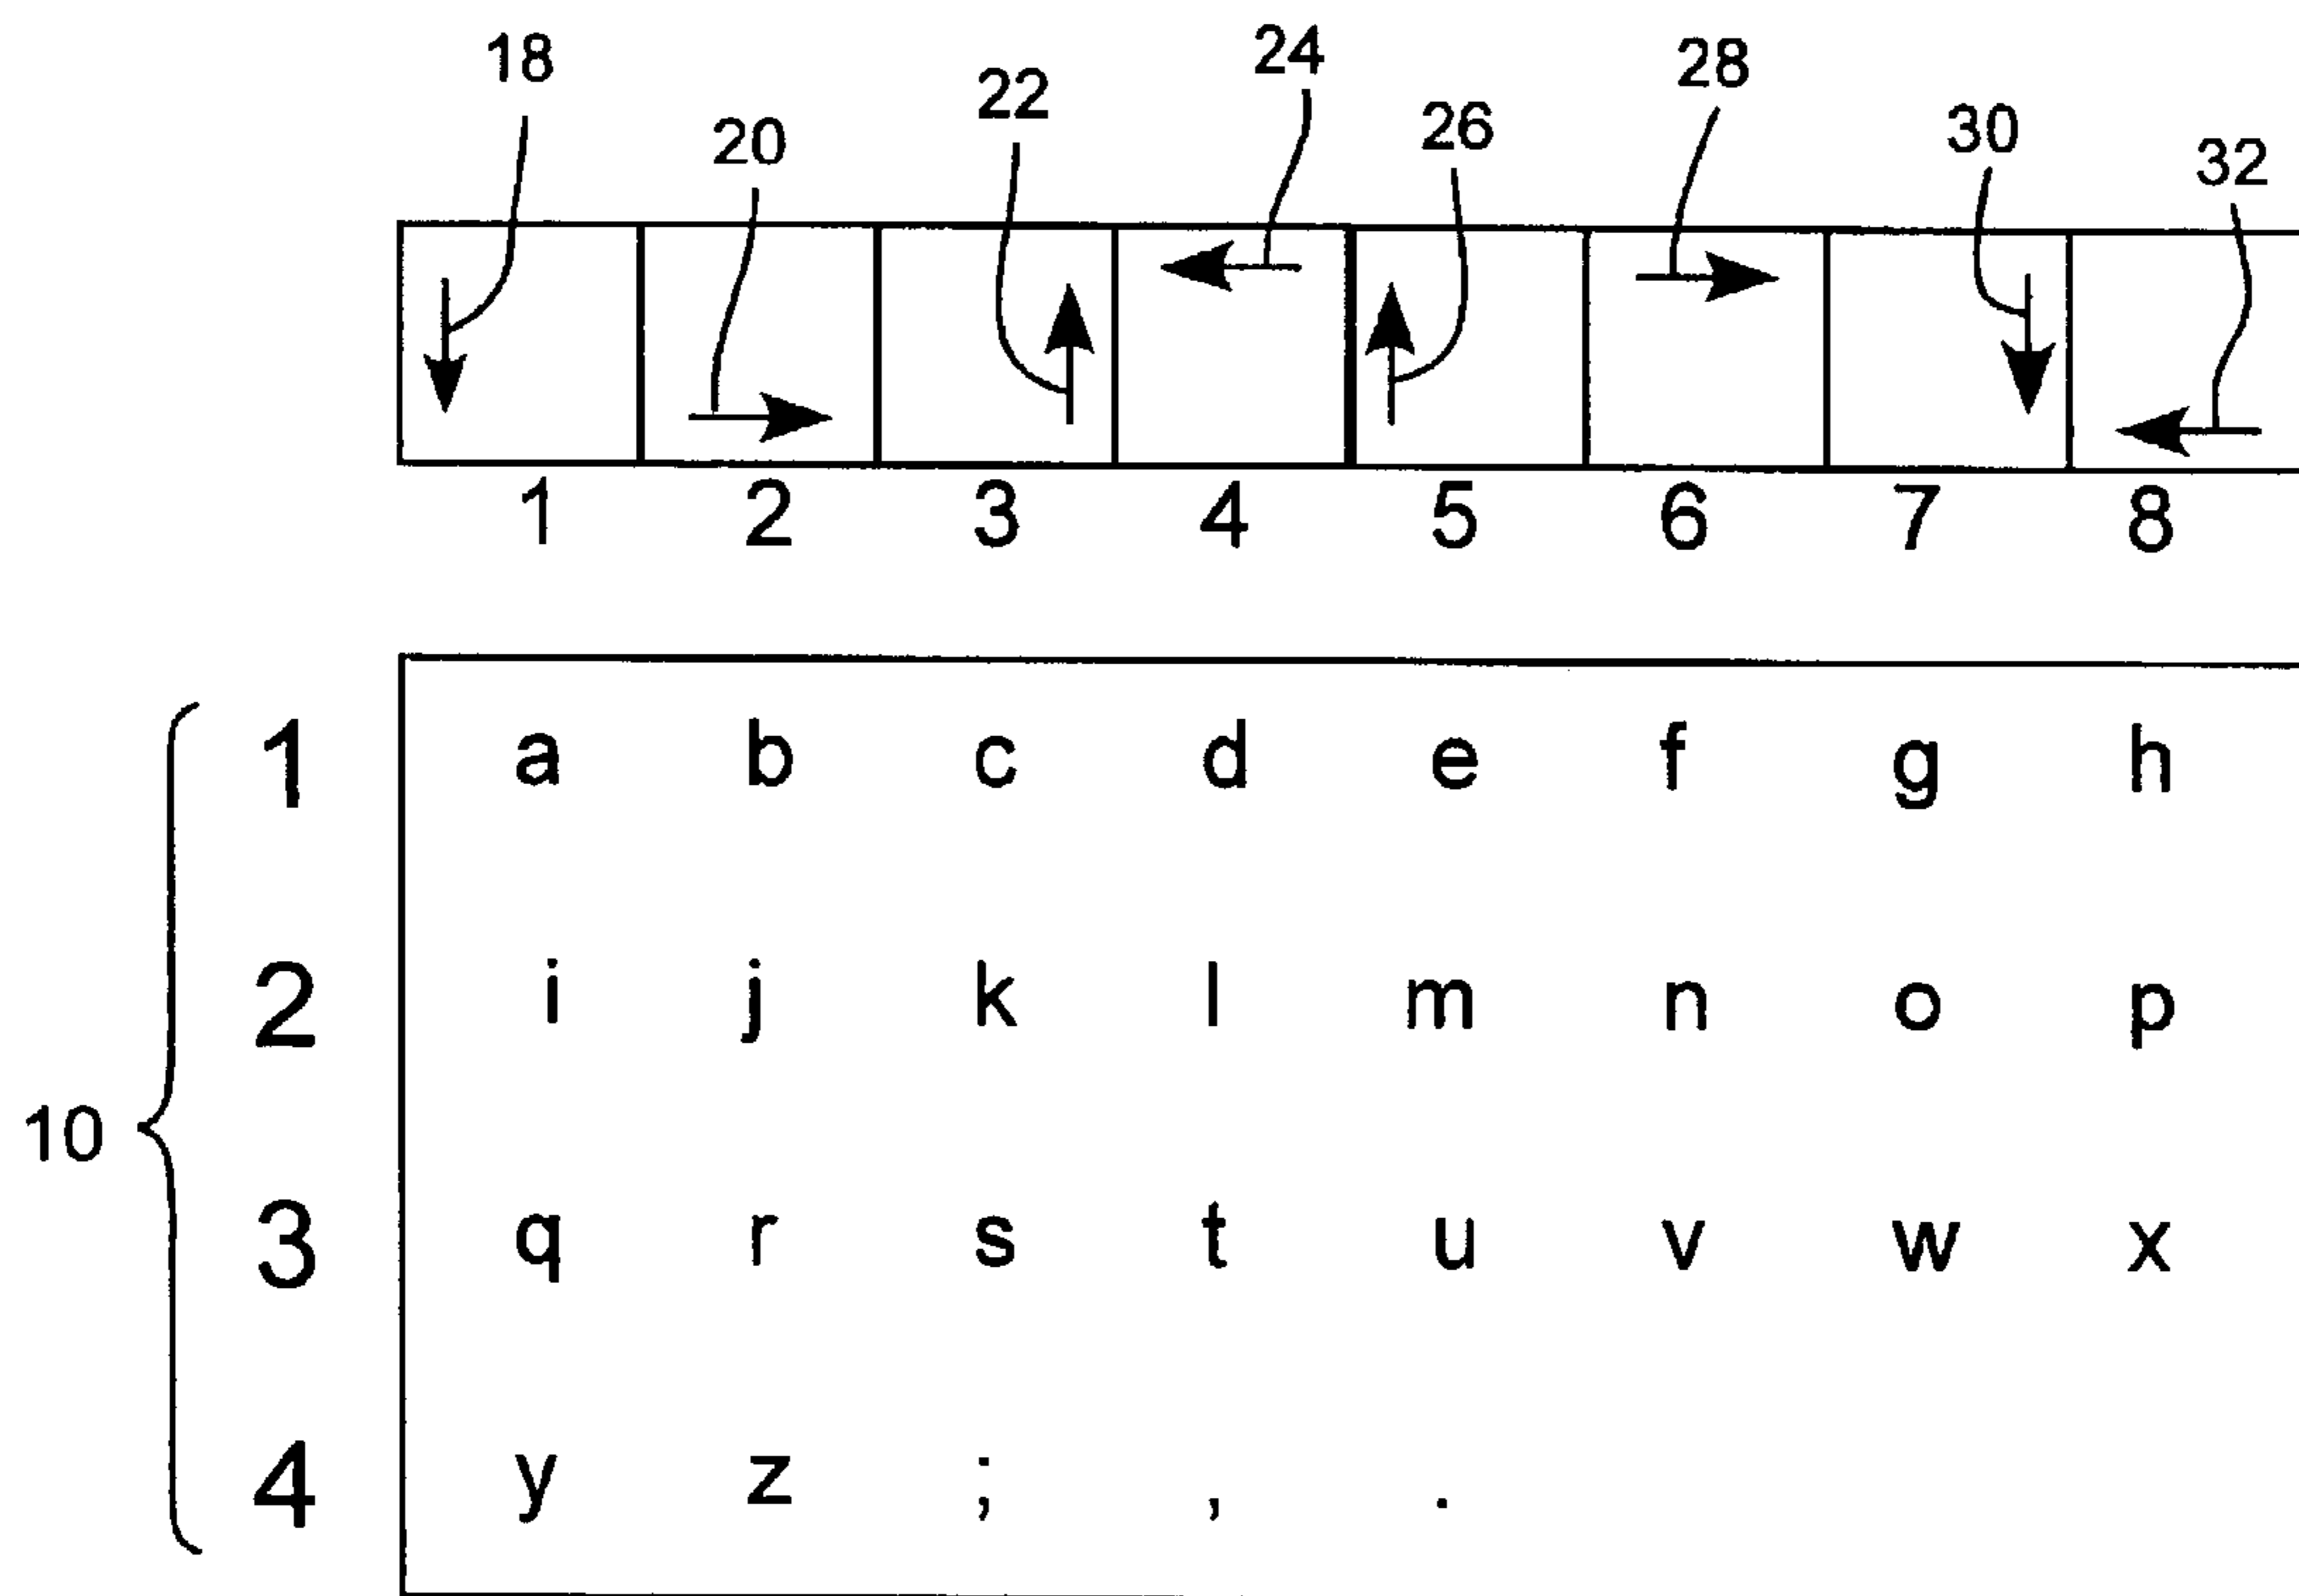 18 20 22 24 26 28 30 32
1 2 3 4 5 6 7 8
1 a b c d e f g h
2 i j k l m n o p
10
3 q r s t u v w x
4 y z ; , .